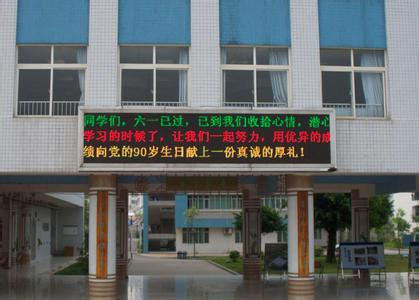 同学们，六一已过，已到我们收拾心情，潜心
学习的时候了，让我们一起努力，用优异的成
绩向党的90岁生日献上一份真诚的厚礼！